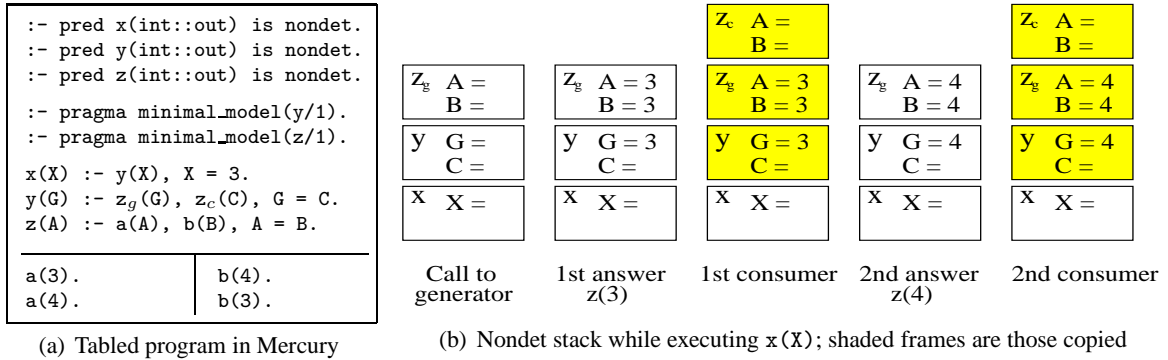 :- pred x(int::out) is nondet.
:- pred y(int::out) is nondet.
:- pred z(int::out) is nondet.
:- pragma minimal_model(y/1).
:- pragma minimal_model(z/1).
x(X) :- y(X), X = 3.
y(G) :- z_g(G), z_c(C), G = C.
z(A) :- a(A), b(B), A = B.
a(3). b(4).
a(4). b(3).
(a) Tabled program in Mercury
z_g A =
B =
y G =
C =
x X =
Call to
generator
z_g A = 3
B = 3
y G = 3
C =
x X =
1st answer
z(3)
z_c A =
B =
z_g A = 3
B = 3
y G = 3
C =
x X =
1st consumer
z_g A = 4
B = 4
y G = 4
C =
x X =
2nd answer
z(4)
z_c A =
B =
z_g A = 4
B = 4
y G = 4
C =
x X =
2nd consumer
(b) Nondet stack while executing x(X); shaded frames are those copied